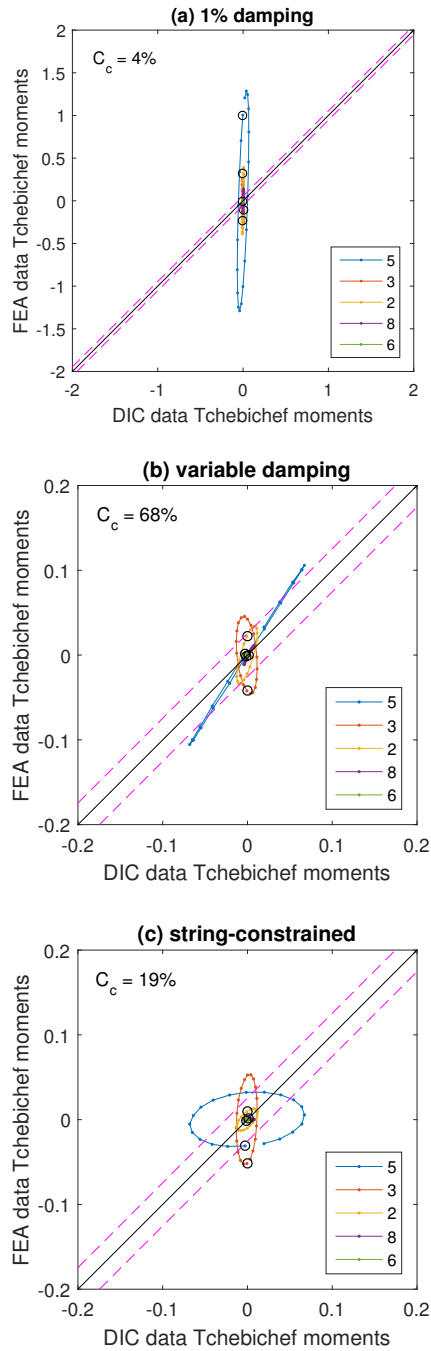 (a) 1% damping
C_c = 4%
2
1.5
1
0.5
0
-0.5
-1
-1.5
-2
FEA data Tchebichef moments
-2 -1 0 1 2
DIC data Tchebichef moments
5
3
2
8
6
(b) variable damping
C_c = 68%
0.2
0.1
0
-0.1
-0.2
FEA data Tchebichef moments
-0.2 -0.1 0 0.1 0.2
DIC data Tchebichef moments
5
3
2
8
6
(c) string-constrained
C_c = 19%
0.2
0.1
0
-0.1
-0.2
FEA data Tchebichef moments
-0.2 -0.1 0 0.1 0.2
DIC data Tchebichef moments
5
3
2
8
6